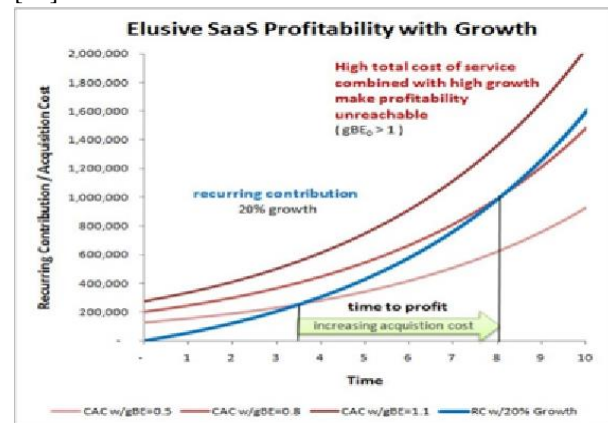 Elusive SaaS Profitability with Growth
2,000,000
1,800,000
1,600,000
1,400,000
1,200,000
1,000,000
800,000
600,000
400,000
200,000
-
Recurring Contribution / Acquisition Cost
High total cost of service
combined with high growth
make profitability
unreachable
( gBE₀ > 1 )
recurring contribution
20% growth
time to profit
increasing acquistion cost
- 1 2 3 4 5 6 7 8 9 10
Time
CAC w/gBE=0.5 CAC w/gBE=0.8 CAC w/gBE=1.1 RC w/20% Growth